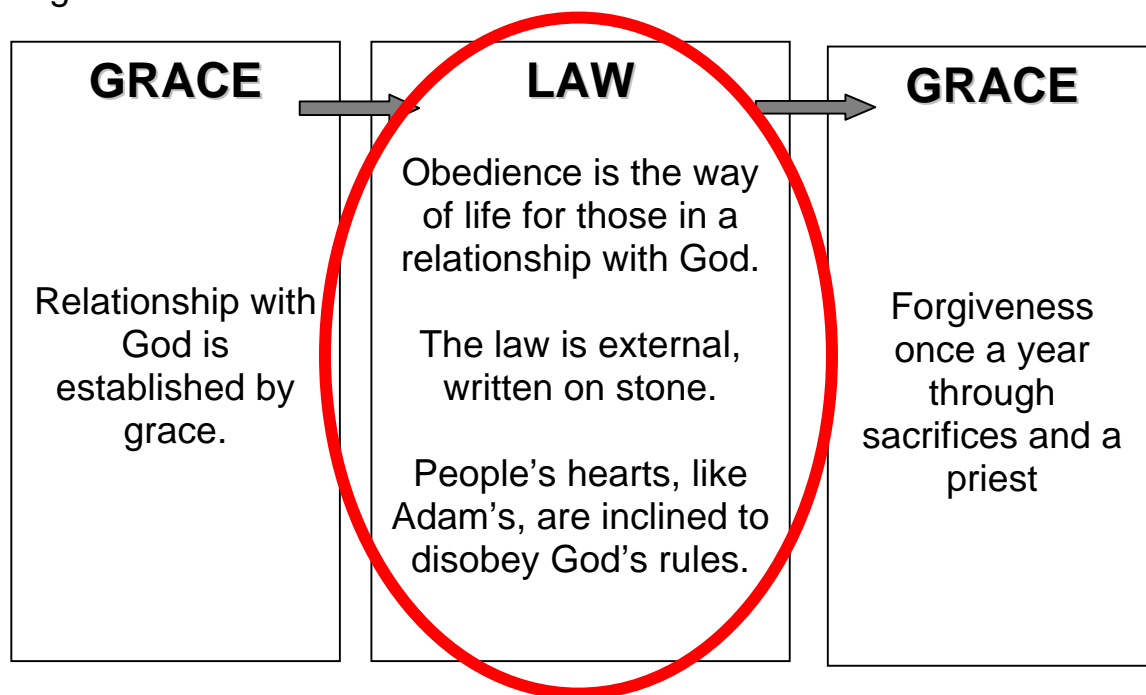 GRACE
Relationship with
God is
established by
grace.
LAW
Obedience is the way
of life for those in a
relationship with God.
The law is external,
written on stone.
People’s hearts, like
Adam’s, are inclined to
disobey God’s rules.
GRACE
Forgiveness
once a year
through
sacrifices and a
priest